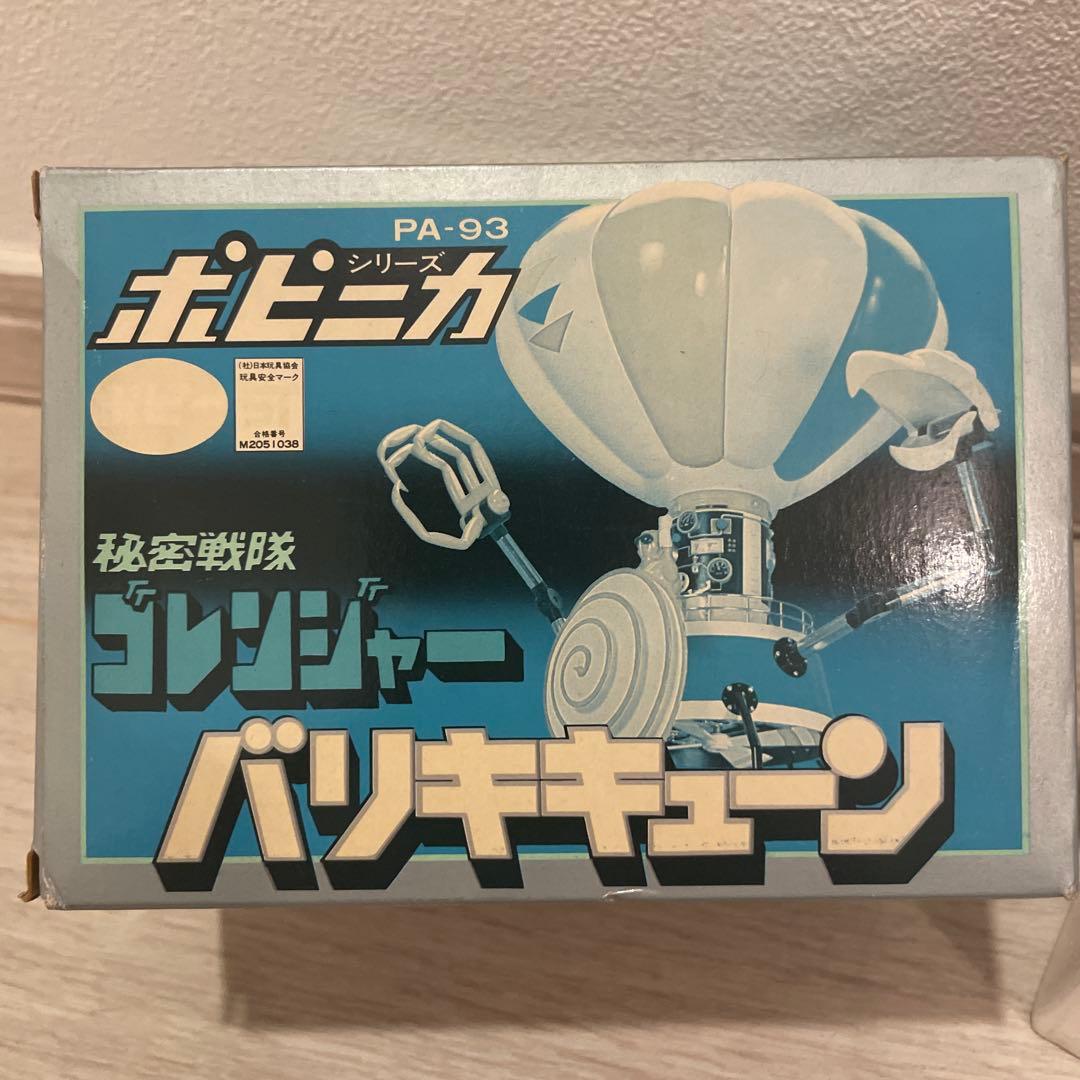 PA-93
ポピニカ
シリーズ
(社)日本玩具協会
玩具安全マーク
合格番号
M2051038
秘密戦隊
ゴレンジャー
バリキキューン